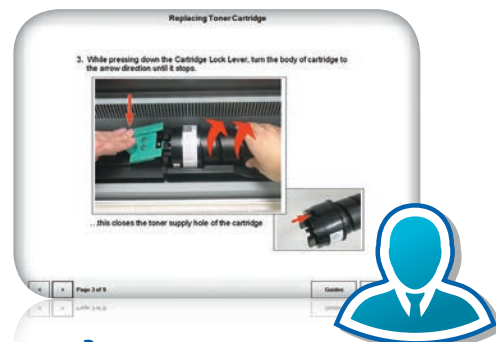 Replacing Toner Cartridge
3. While pressing down the Cartridge Lock Lever, turn the body of cartridge to
the arrow direction until it stops.
...this closes the toner supply hole of the cartridge
< > Page 3 of 9 Guides